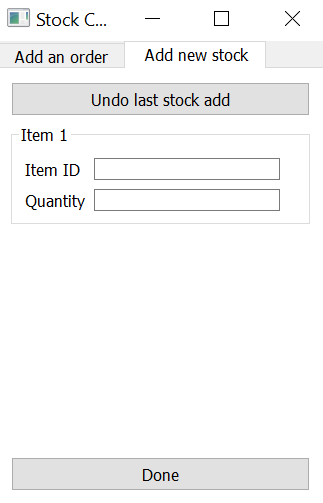 Stock C...
Add an order
Add new stock
Undo last stock add
Item 1
Item ID
Quantity
Done